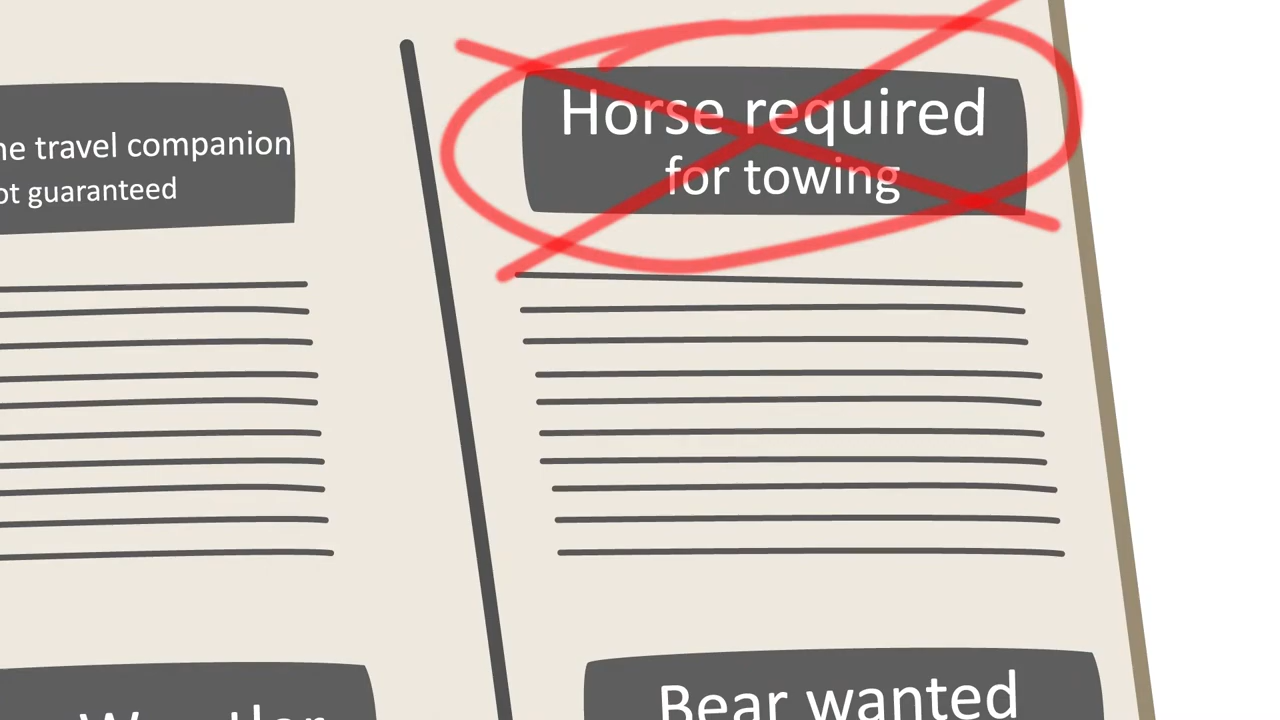 travel companion
guaranteed
Horse required
for towing
Bear wanted